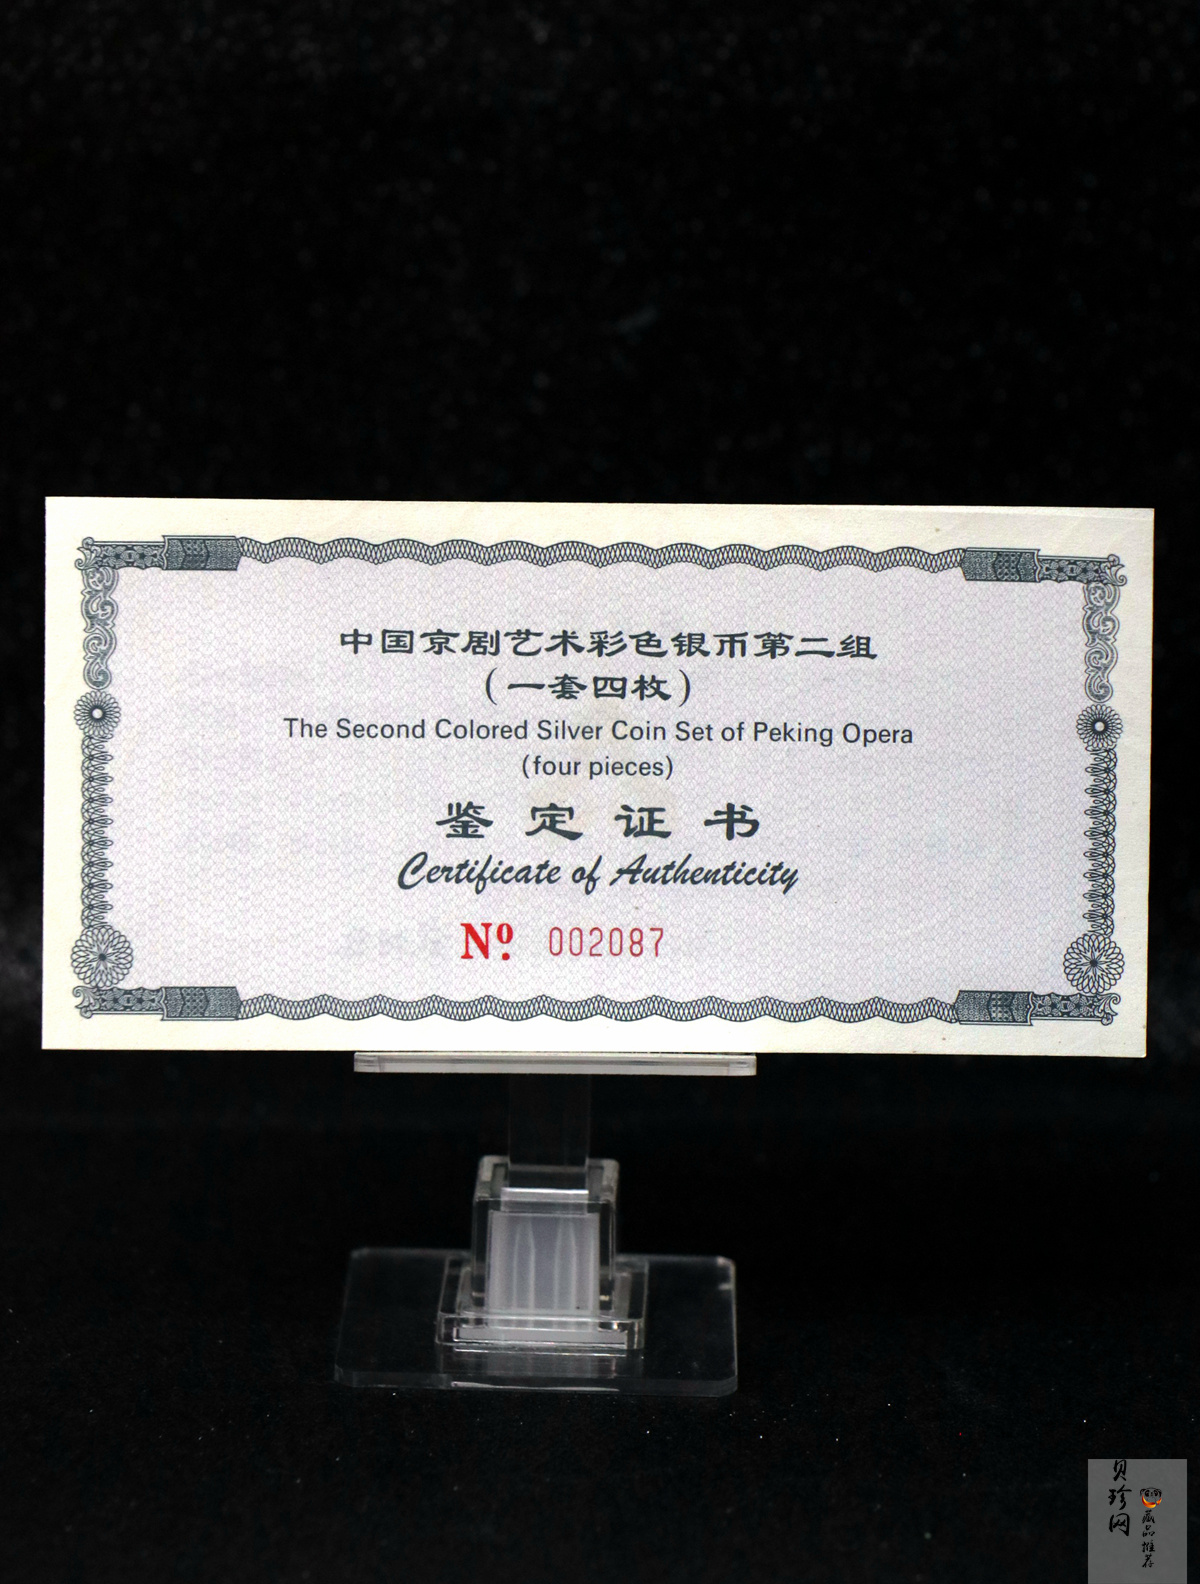 中国京剧艺术彩色银币第二组
（一套四枚）
The Second Colored Silver Coin Set of Peking Opera
(four pieces)
鉴定证书
Certificate of Authenticity
Nº. 002087
贝珍网
藏品推荐